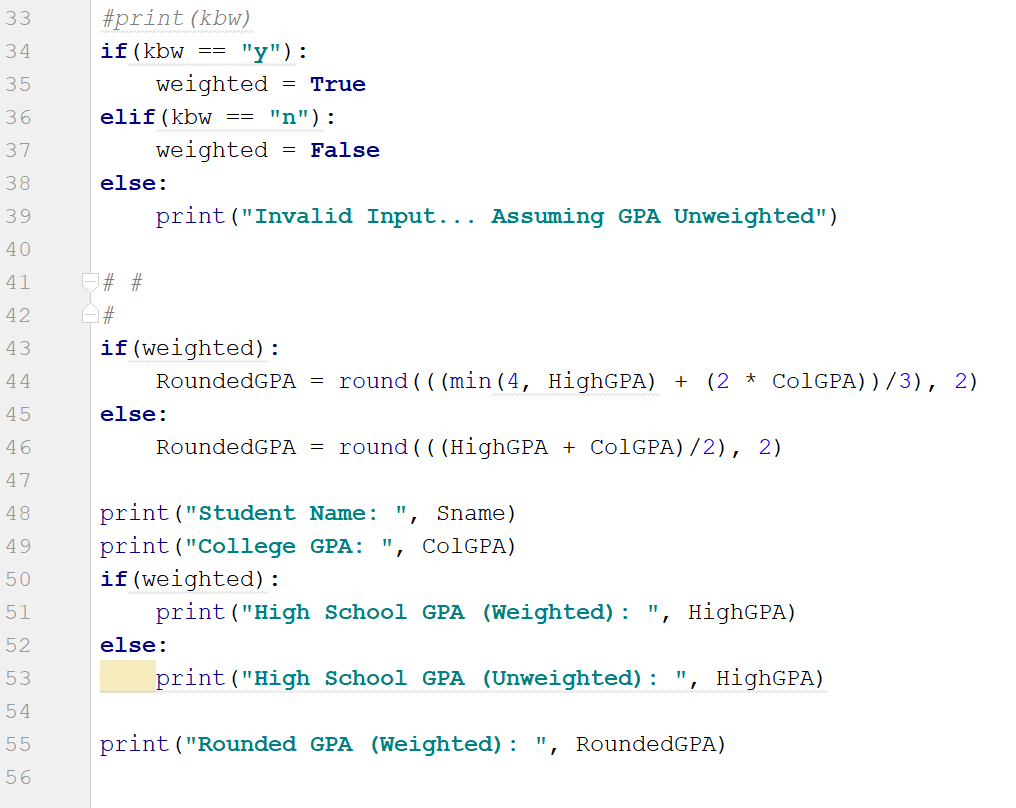 33 #print(kbw)
34 if(kbw == "y"):
35     weighted = True
36 elif(kbw == "n"):
37     weighted = False
38 else:
39     print("Invalid Input... Assuming GPA Unweighted")
40
41 # #
42 #
43 if(weighted):
44     RoundedGPA = round(((min(4, HighGPA) + (2 * ColGPA))/3), 2)
45 else:
46     RoundedGPA = round(((HighGPA + ColGPA)/2), 2)
47
48 print("Student Name: ", Sname)
49 print("College GPA: ", ColGPA)
50 if(weighted):
51     print("High School GPA (Weighted): ", HighGPA)
52 else:
53     print("High School GPA (Unweighted): ", HighGPA)
54
55 print("Rounded GPA (Weighted): ", RoundedGPA)
56